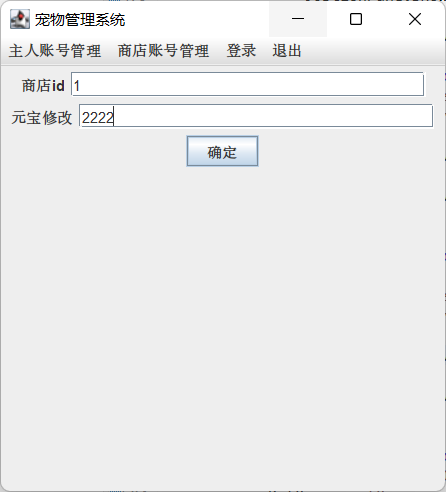 宠物管理系统
主人账号管理 商店账号管理 登录 退出
商店id 1
元宝修改 2222
确定